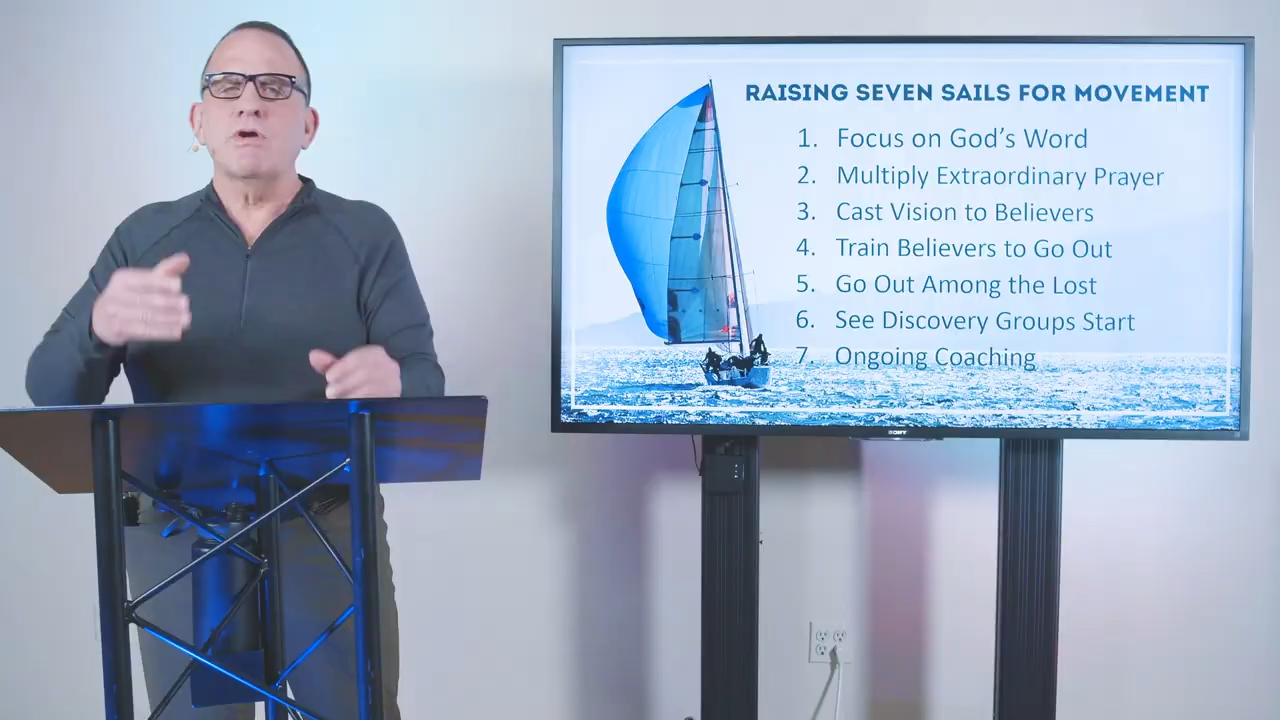 RAISING SEVEN SAILS FOR MOVEMENT
1. Focus on God's Word
2. Multiply Extraordinary Prayer
3. Cast Vision to Believers
4. Train Believers to Go Out
5. Go Out Among the Lost
6. See Discovery Groups Start
7. Ongoing Coaching
SONY